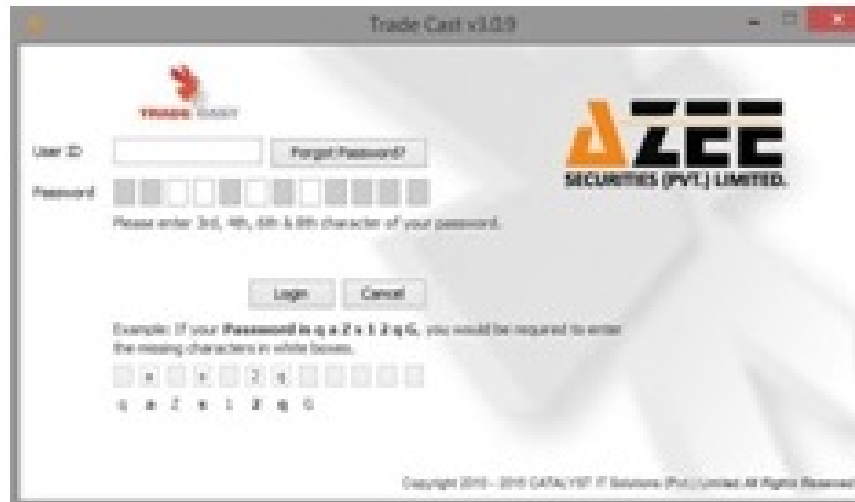 Trade Cast v3.0.9
TRADE CAST
User ID
Forgot Password?
AZEE
SECURITIES (PVT.) LIMITED.
Password
Please enter 3rd, 4th, 6th & 8th character of your password.
Login
Cancel
Example: If your Password is q a Z s 1 2 q G, you would be required to enter
the missing characters in white boxes.
a s 2 q
q a Z s 1 2 q G
Copyright 2010 - 2015 CATALYST IT Solutions (Pvt.) Limited. All Rights Reserved